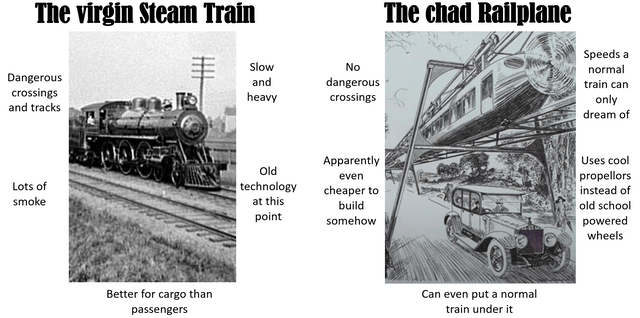 The virgin Steam Train
Dangerous
crossings
and tracks
Slow
and
heavy
Lots of
smoke
Old
technology
at this
point
Better for cargo than
passengers
The chad Railplane
No
dangerous
crossings
Speeds a
normal
train can
only
dream of
Apparently
even
cheaper to
build
somehow
Uses cool
propellors
instead of
old school
powered
wheels
Can even put a normal
train under it